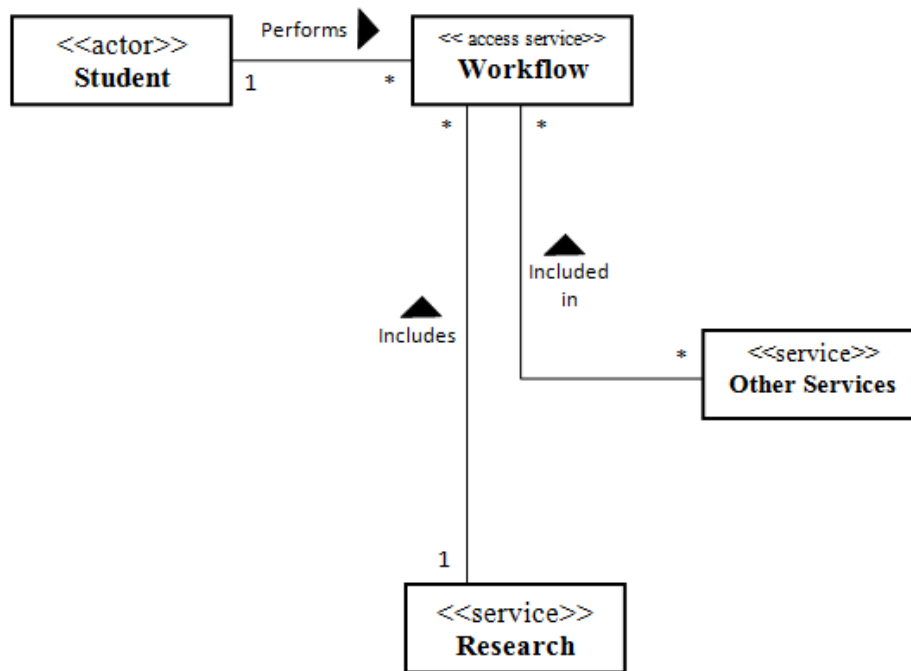 <<actor>>
Student
Performs
1
*
<< access service>>
Workflow
*
*
Included
in
Includes
*
<<service>>
Other Services
1
<<service>>
Research